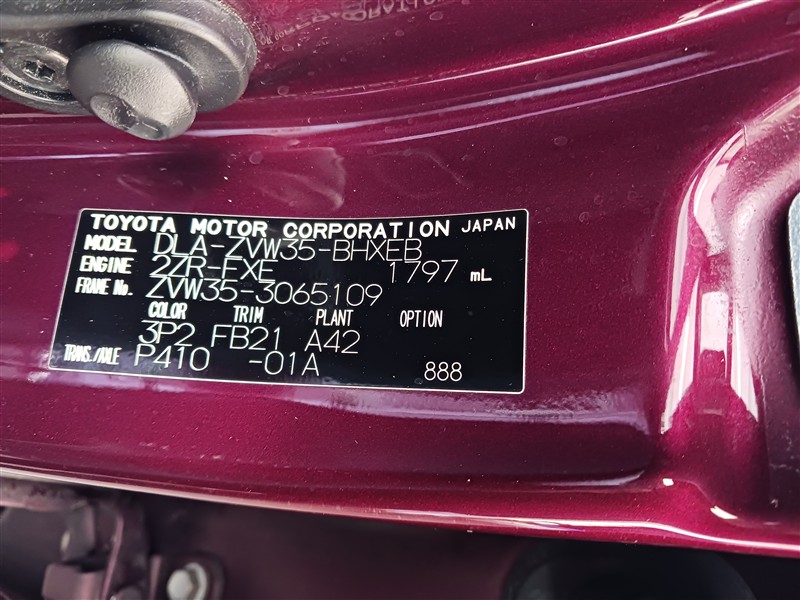 TOYOTA MOTOR CORPORATION JAPAN
MODEL DLA-ZVW35-BHXEB
ENGINE 2ZR-FXE 1797 mL
FRAME No. ZVW35-3065109
COLOR TRIM PLANT OPTION
3P2 FB21 A42
TRANS./AXLE P410 -01A 888